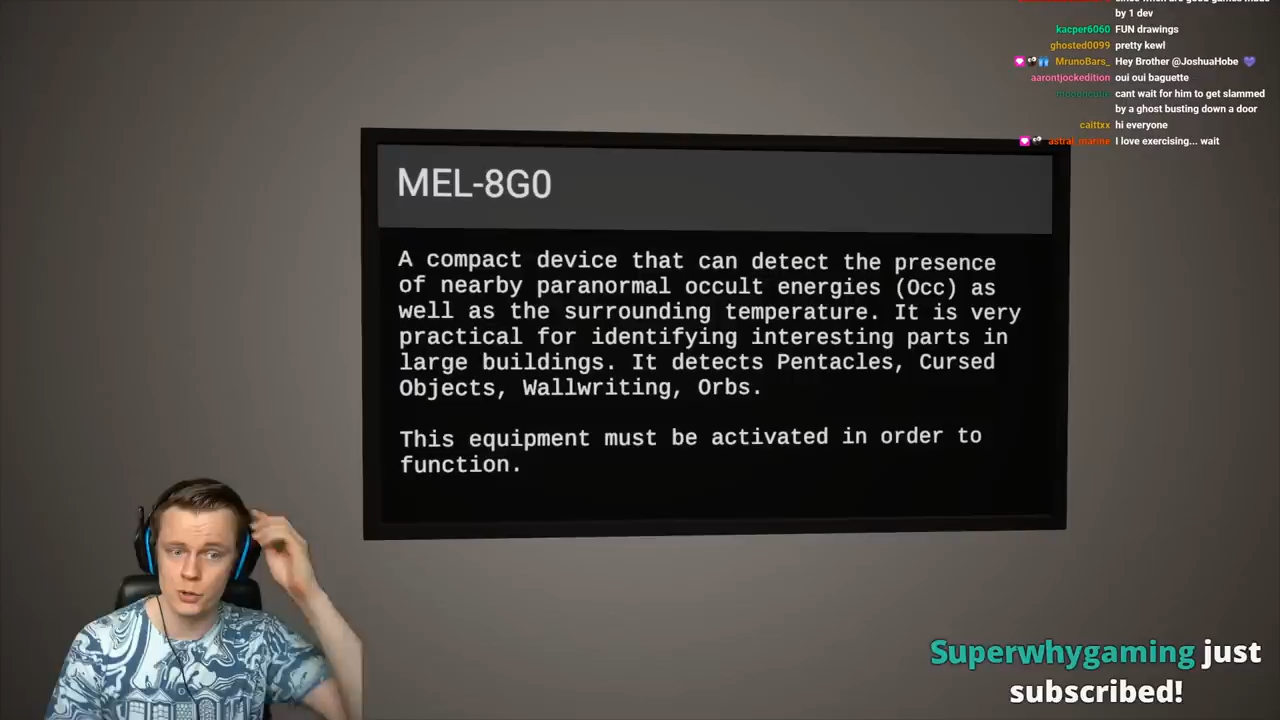 by 1 dev
kacper6060 FUN drawings
ghosted0099 pretty kewl
MrunoBars_ Hey Brother @JoshuaHobe
aarontjockedition oui oui baguette
cant wait for him to get slammed
by a ghost busting down a door
caittxx hi everyone
astral_marine I love exercising... wait
MEL-8G0
A compact device that can detect the presence
of nearby paranormal occult energies (Occ) as
well as the surrounding temperature. It is very
practical for identifying interesting parts in
large buildings. It detects Pentacles, Cursed
Objects, Wallwriting, Orbs.
This equipment must be activated in order to
function.
Superwhygaming just
subscribed!